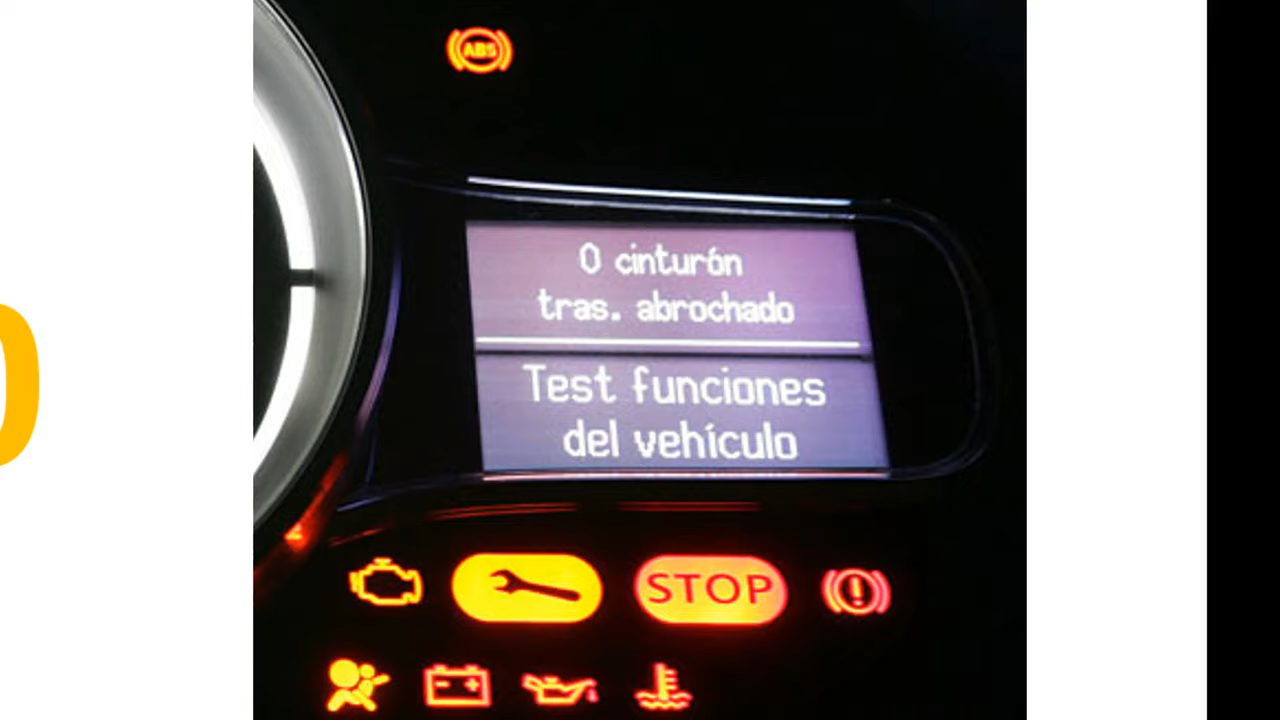 ABS
0 cinturón
tras. abrochado
Test funciones
del vehículo
STOP